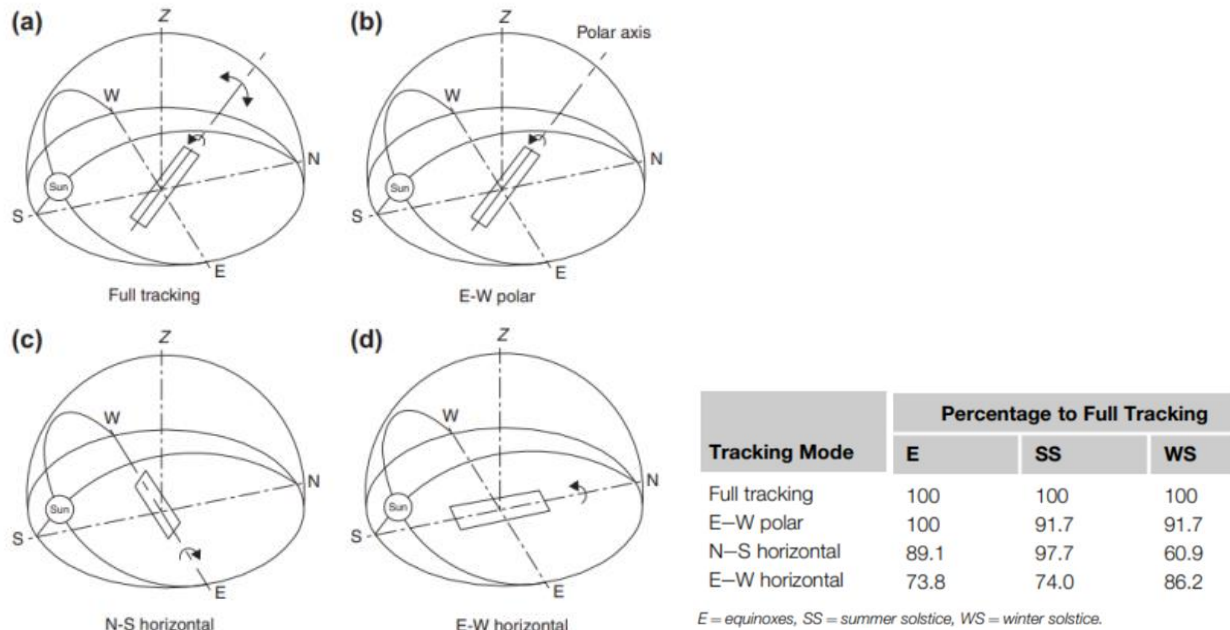 (a)
Z
W
N
Sun
S
E
Full tracking
(b)
Z
Polar axis
W
N
Sun
S
E
E-W polar
(c)
Z
W
N
Sun
S
E
N-S horizontal
(d)
Z
W
N
Sun
S
E
E-W horizontal
Percentage to Full Tracking
Tracking Mode E SS WS
Full tracking 100 100 100
E–W polar 100 91.7 91.7
N–S horizontal 89.1 97.7 60.9
E–W horizontal 73.8 74.0 86.2
E = equinoxes, SS = summer solstice, WS = winter solstice.